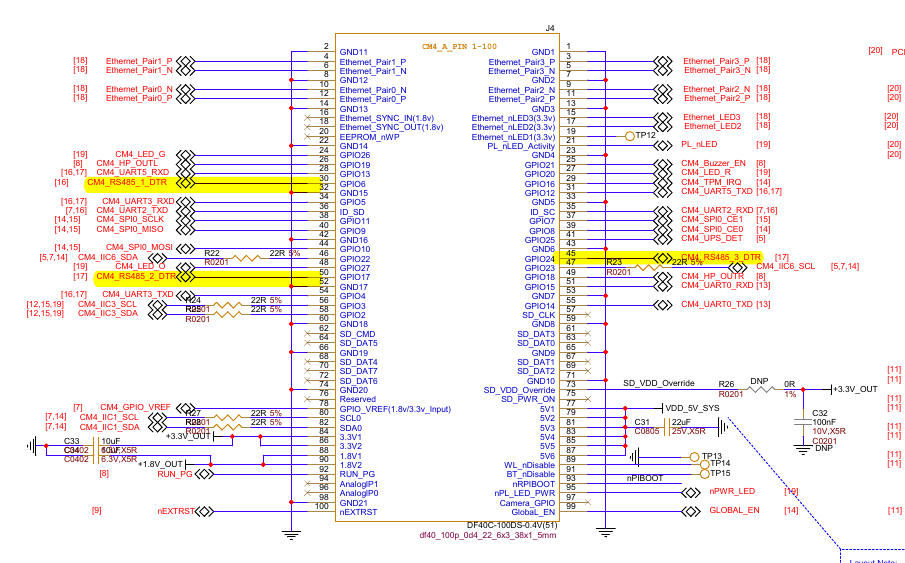 J4
CM4_A_PIN 1-100
[20] PCI
2 GND11 GND1 1
[18] Ethernet_Pair1_P 4 Ethernet_Pair1_P Ethernet_Pair3_P 3 Ethernet_Pair3_P [18]
[18] Ethernet_Pair1_N 6 Ethernet_Pair1_N Ethernet_Pair3_N 5 Ethernet_Pair3_N [18]
8 GND12 GND2 7
[18] Ethernet_Pair0_N 10 Ethernet_Pair0_N Ethernet_Pair2_N 9 Ethernet_Pair2_N [18] [20]
[18] Ethernet_Pair0_P 12 Ethernet_Pair0_P Ethernet_Pair2_P 11 Ethernet_Pair2_P [18] [20]
14 GND13 GND3 13
16 Ethernet_SYNC_IN(1.8v) Ethernet_nLED3(3.3v) 15 Ethernet_LED3 [18] [20]
18 Ethernet_SYNC_OUT(1.8v) Ethernet_nLED2(3.3v) 17 Ethernet_LED2 [18] [20]
20 EEPROM_nWP Ethernet_nLED1(3.3v) 19 TP12
22 GND14 PL_nLED_Activity 21 PL_nLED [19] [20]
[19] CM4_LED_G 24 GPIO26 GND4 23 [20]
[8] CM4_HP_OUTL 26 GPIO19 GPIO21 25 CM4_Buzzer_EN [8]
[16,17] CM4_UART5_RXD 28 GPIO13 GPIO20 27 CM4_LED_R [19]
[16] CM4_RS485_1_DTR 30 GPIO6 GPIO16 29 CM4_TPM_IRQ [14]
32 GND15 GPIO12 31 CM4_UART5_TXD [16,17]
[16,17] CM4_UART3_RXD 34 GPIO5 GND5 33
[7,16] CM4_UART2_TXD 36 ID_SD ID_SC 35 CM4_UART2_RXD [7,16]
[14,15] CM4_SPI0_SCLK 38 GPIO11 GPIO7 37 CM4_SPI0_CE1 [15]
[14,15] CM4_SPI0_MISO 40 GPIO9 GPIO8 39 CM4_SPI0_CE0 [14]
42 GND16 GPIO25 41 CM4_UPS_DET [5]
[14,15] CM4_SPI0_MOSI 44 GPIO10 GND6 43
[5,7,14] CM4_IIC6_SDA R22 R0201 22R 5% 46 GPIO22 GPIO24 45 CM4_RS485_3_DTR [17]
[19] CM4_LED_O 48 GPIO27 GPIO23 47 R23 R0201 22R 5% CM4_IIC6_SCL [5,7,14]
[17] CM4_RS485_2_DTR 50 GPIO17 GPIO18 49 CM4_HP_OUTR [8]
52 GND17 GPIO15 51 CM4_UART0_RXD [13]
[16,17] CM4_UART3_TXD 54 GPIO4 GND7 53
[12,15,19] CM4_IIC3_SCL R24 R0201 22R 5% 56 GPIO3 GPIO14 55 CM4_UART0_TXD [13]
[12,15,19] CM4_IIC3_SDA R0201 22R 5% 58 GPIO2 SD_CLK 57
60 GND18 GND8 59
62 SD_CMD SD_DAT3 61
64 SD_DAT5 SD_DAT0 63
66 GND19 GND9 65
68 SD_DAT4 SD_DAT1 67
70 SD_DAT7 SD_DAT2 69 [11]
72 SD_DAT6 GND10 71 [11]
74 GND20 SD_VDD_Override 73 SD_VDD_Override R26 R0201 DNP 0R 1% +3.3V_OUT
76 Reserved SD_PWR_ON 75 [11]
[7] CM4_GPIO_VREF 78 GPIO_VREF(1.8v/3.3v_Input) 5V1 77 VDD_5V_SYS [11]
[7,14] CM4_IIC1_SCL R27 22R 5% 80 SCL0 5V2 79 C32 100nF 10V,X5R C0201 DNP
[7,14] CM4_IIC1_SDA R0201 22R 5% 82 SDA0 5V3 81 C31 C0805 22uF 25V,X5R [11]
+3.3V_OUT 84 3.3V1 5V4 83 [11]
C33 C0402 10uF 86 3.3V2 5V5 85 [11]
C0402 6.3V,X5R 88 1.8V1 5V6 87 TP13 [11]
+1.8V_OUT 90 1.8V2 WL_nDisable 89 TP14 [11]
[8] RUN_PG 92 RUN_PG BT_nDisable 91 TP15
94 AnalogIP1 nRPIBOOT 93 nPIBOOT
96 AnalogIP0 nPI_LED_PWR 95 nPWR_LED [19]
98 GND21 Camera_GPIO 97
[9] nEXTRST 100 nEXTRST GlobaL_EN 99 GLOBAL_EN [14] [11]
DF40C-100DS-0.4V(51)
df40_100p_0d4_22_6x3_38x1_5mm